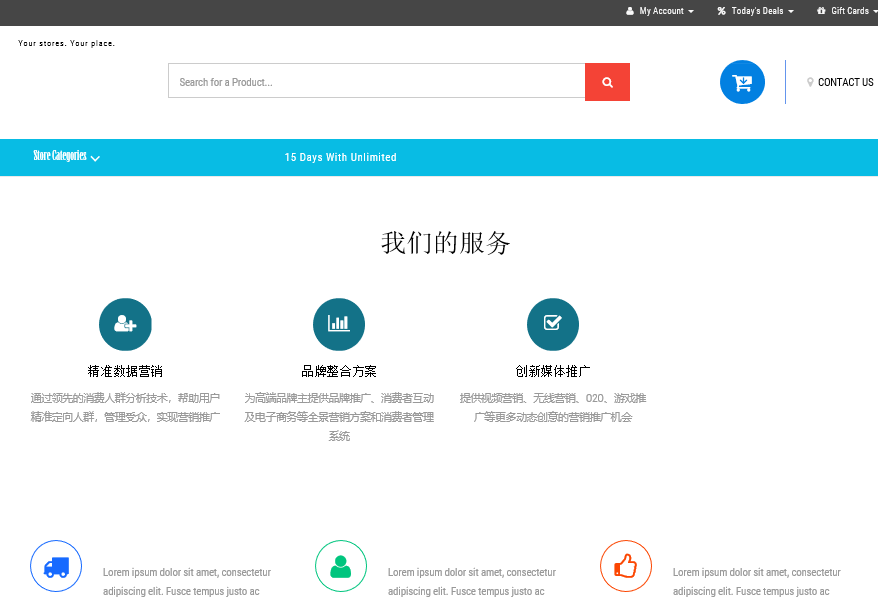 My Account
Today's Deals
Gift Cards
Your stores. Your place.
Search for a Product...
CONTACT US
Store Categories
15 Days With Unlimited
我们的服务
精准数据营销
品牌整合方案
创新媒体推广
通过领先的消费人群分析技术，帮助用户
精准定向人群，管理受众，实现营销推广
为高端品牌主提供品牌推广、消费者互动
及电子商务等全景营销方案和消费者管理
系统
提供视频营销、无线营销、O2O、游戏推
广等更多动态创意的营销推广机会
Lorem ipsum dolor sit amet, consectetur
adipiscing elit. Fusce tempus justo ac
Lorem ipsum dolor sit amet, consectetur
adipiscing elit. Fusce tempus justo ac
Lorem ipsum dolor sit amet, consectetur
adipiscing elit. Fusce tempus justo ac